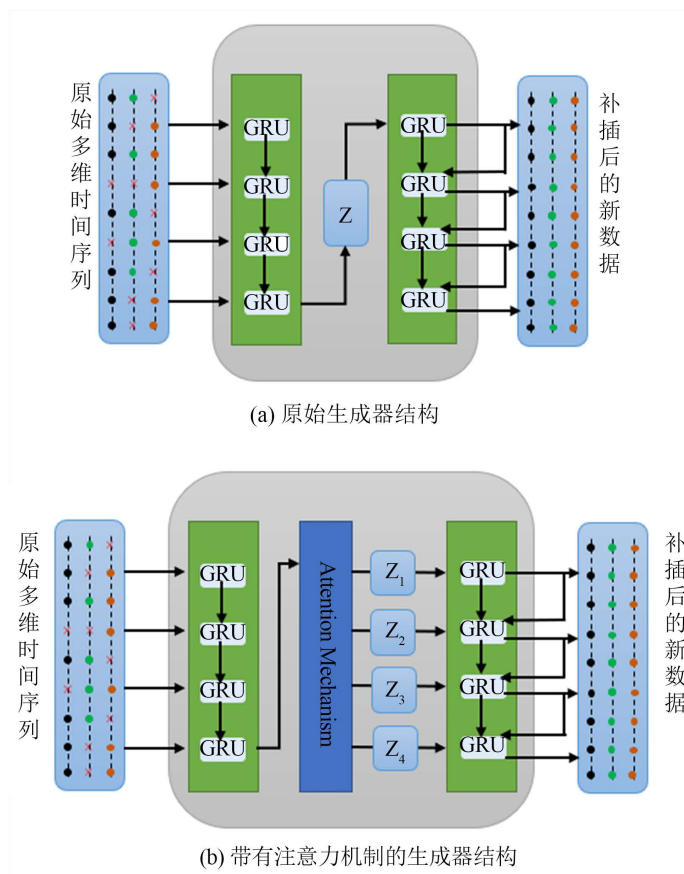 原始多维时间序列
GRU
GRU
GRU
GRU
Z
GRU
GRU
GRU
GRU
补插后的新数据
(a) 原始生成器结构
原始多维时间序列
GRU
GRU
GRU
GRU
Attention Mechanism
Z₁
Z₂
Z₃
Z₄
GRU
GRU
GRU
GRU
补插后的新数据
(b) 带有注意力机制的生成器结构